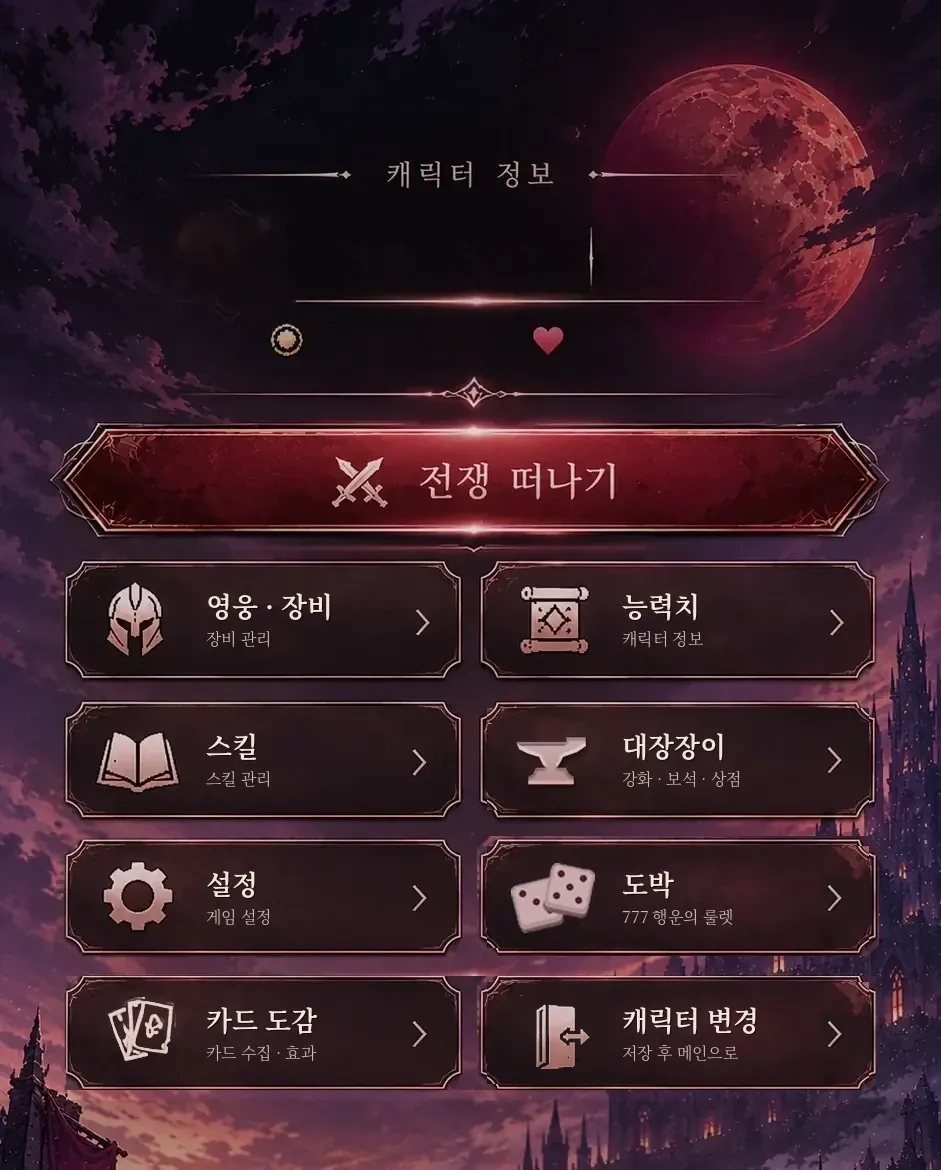 캐릭터 정보
전쟁 떠나기
영웅 · 장비
장비 관리
능력치
캐릭터 정보
스킬
스킬 관리
대장장이
강화 · 보석 · 상점
설정
게임 설정
도박
777 행운의 룰렛
카드 도감
카드 수집 · 효과
캐릭터 변경
저장 후 메인으로